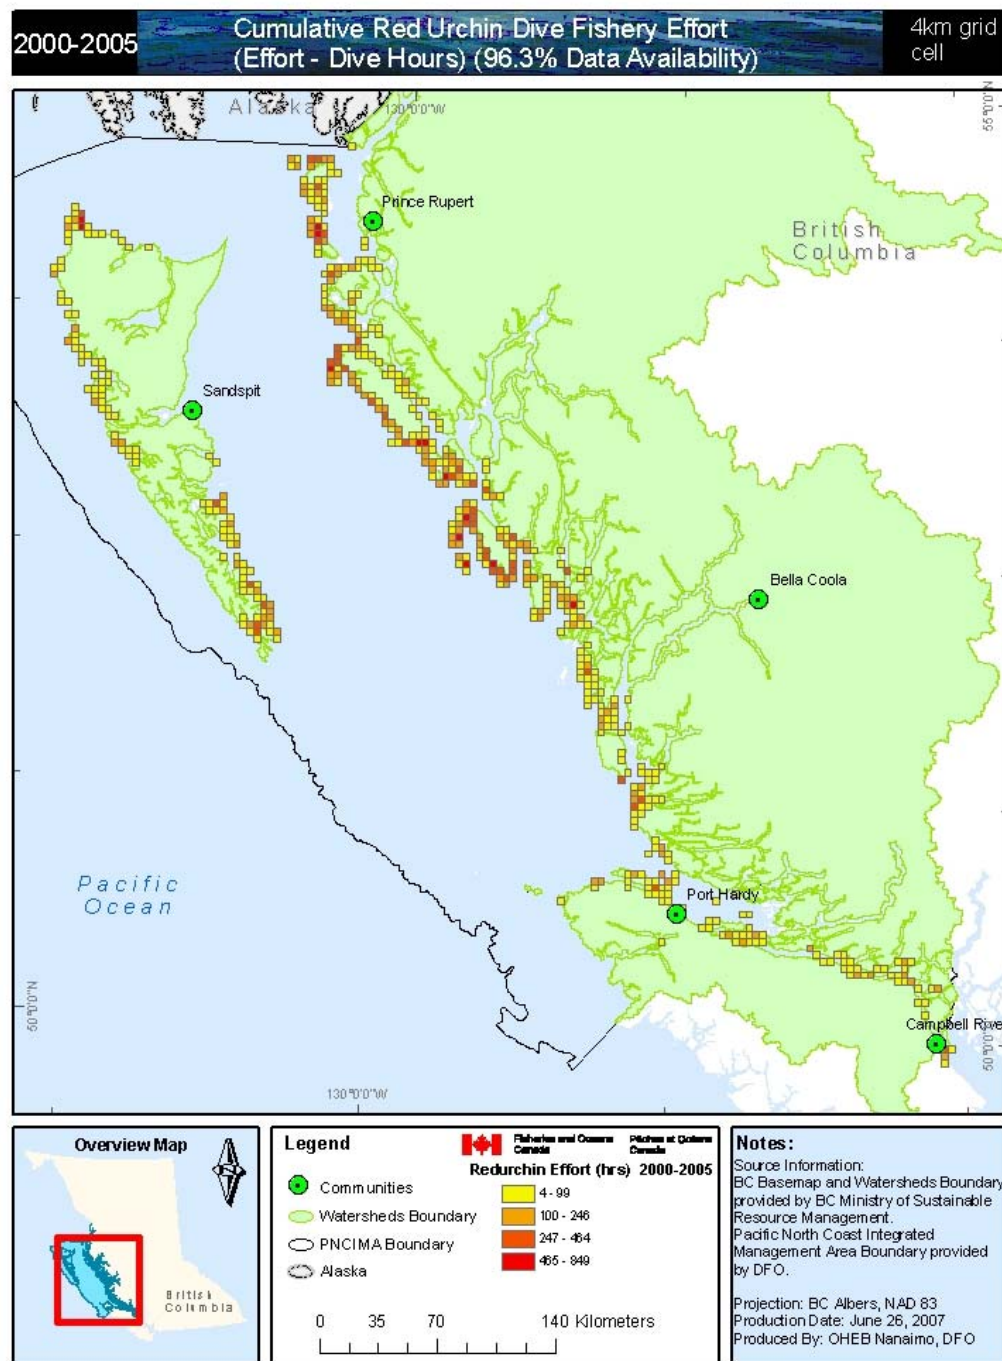 2000-2005
Cumulative Red Urchin Dive Fishery Effort
(Effort - Dive Hours) (96.3% Data Availability)
4km grid
cell
Alaska
130°0'0"W
55°0'0"N
Prince Rupert
British
Columbia
Sandspit
Bella Coola
Pacific
Ocean
Port Hardy
50°0'0"N
Campbell River
50°0'0"N
130°0'0"W
Overview Map
British
Columbia
Legend
Fisheries and Oceans
Canada
Pêches et Océans
Canada
Redurchin Effort (hrs) 2000-2005
Communities
Watersheds Boundary
PNCIMA Boundary
Alaska
4 - 99
100 - 246
247 - 464
465 - 849
0 35 70 140 Kilometers
Notes:
Source Information:
BC Basemap and Watersheds Boundary
provided by BC Ministry of Sustainable
Resource Management.
Pacific North Coast Integrated
Management Area Boundary provided
by DFO.
Projection: BC Albers, NAD 83
Production Date: June 26, 2007
Produced By: OHEB Nanaimo, DFO